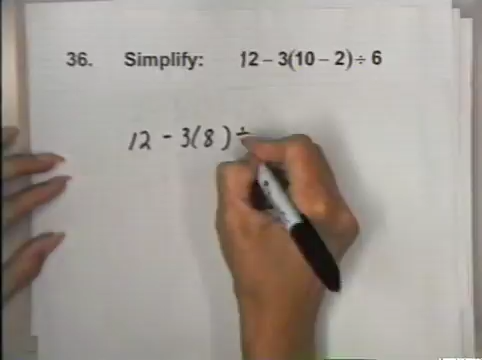 36. Simplify: 12 – 3(10 – 2) ÷ 6
12 - 3(8) ÷